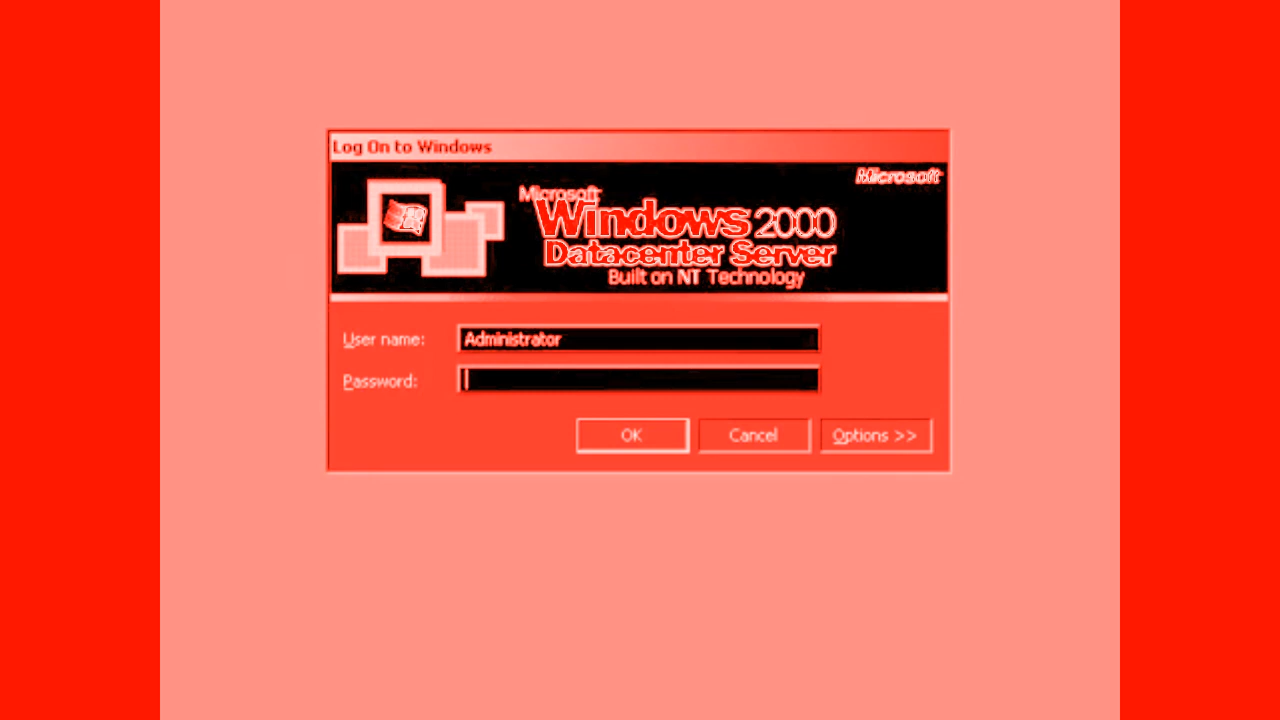 Log On to Windows
Microsoft
Microsoft
Windows 2000
Datacenter Server
Built on NT Technology
User name: Administrator
Password:
OK Cancel Options >>